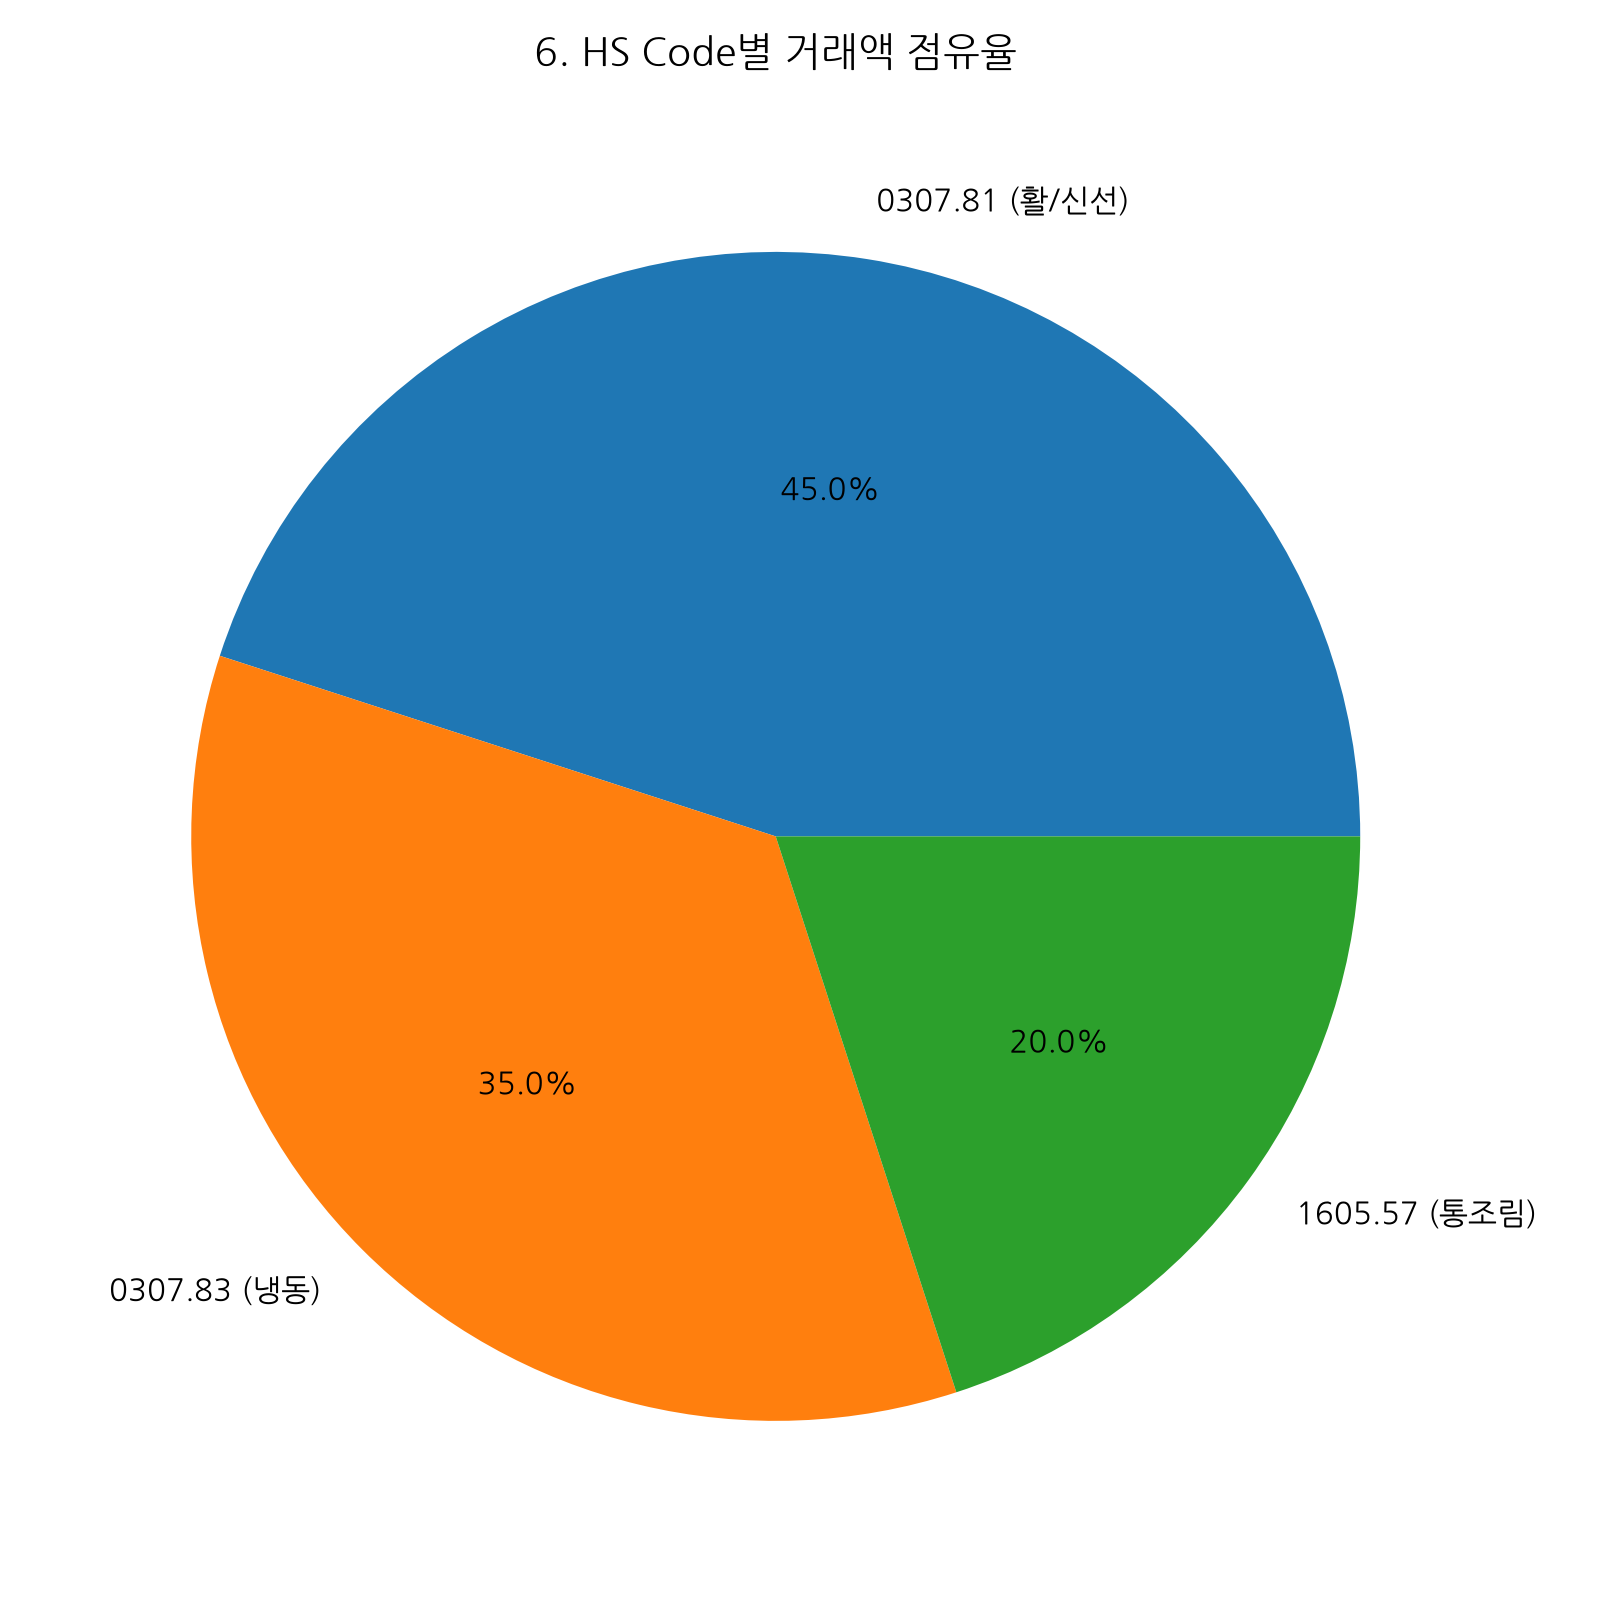 6. HS Code별 거래액 점유율
0307.81 (활/신선)
45.0%
20.0%
35.0%
1605.57 (통조림)
0307.83 (냉동)